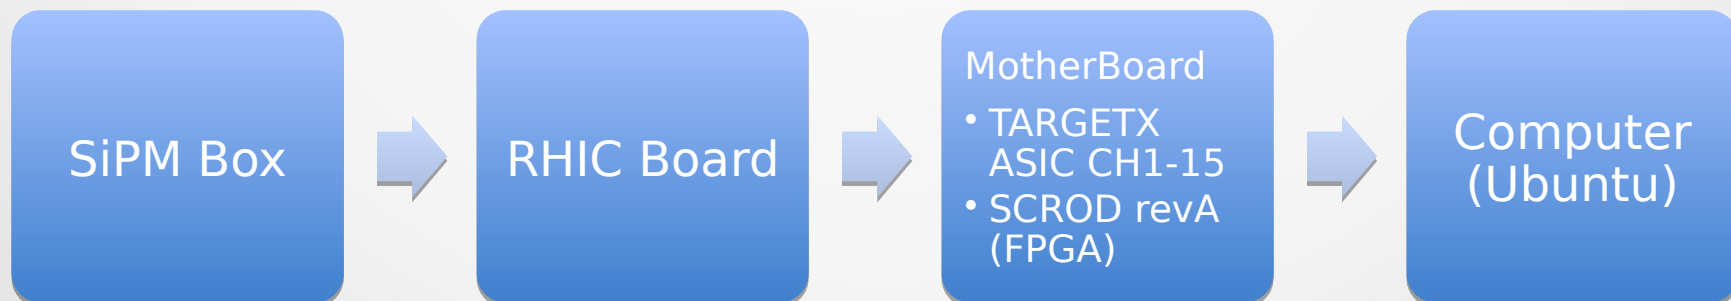 SiPM Box
RHIC Board
MotherBoard
• TARGETX
ASIC CH1-15
• SCROD revA
(FPGA)
Computer
(Ubuntu)